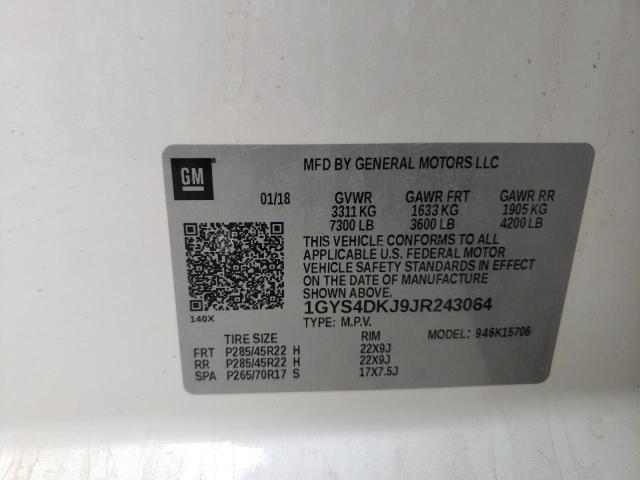 GM
MFD BY GENERAL MOTORS LLC
01/18 GVWR GAWR FRT GAWR RR
3311 KG 1633 KG 1905 KG
7300 LB 3600 LB 4200 LB
THIS VEHICLE CONFORMS TO ALL
APPLICABLE U.S. FEDERAL MOTOR
VEHICLE SAFETY STANDARDS IN EFFECT
ON THE DATE OF MANUFACTURE
SHOWN ABOVE.
1GYS4DKJ9JR243064
140X
TYPE: M.P.V.
MODEL: 946K15706
TIRE SIZE RIM
FRT P285/45R22 H 22X9J
RR P285/45R22 H 22X9J
SPA P265/70R17 S 17X7.5J